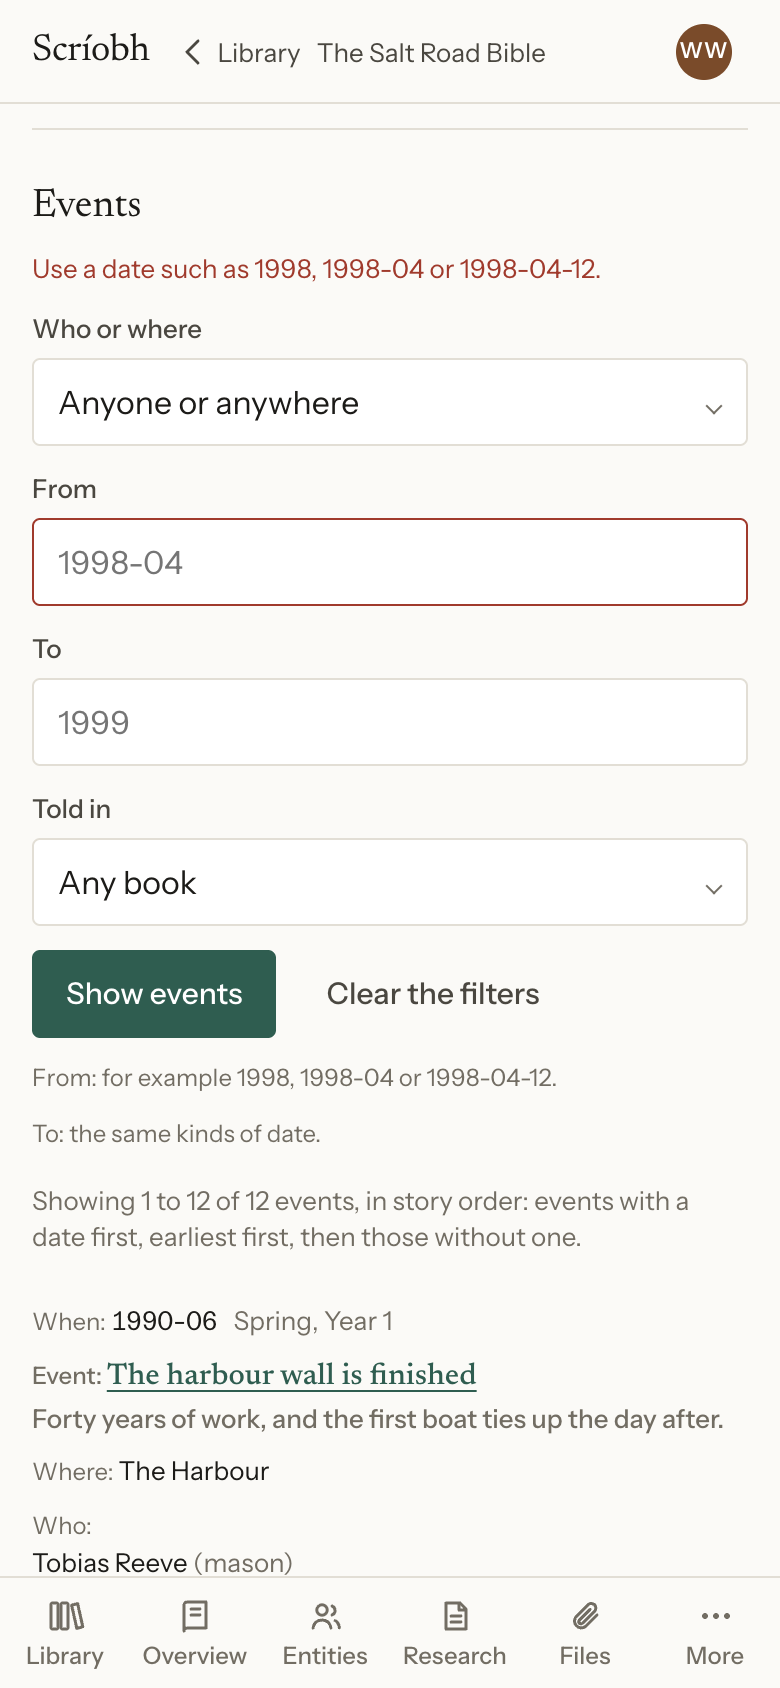 Scríobh
Library The Salt Road Bible
WW
Events
Use a date such as 1998, 1998-04 or 1998-04-12.
Who or where
Anyone or anywhere
From
1998-04
To
1999
Told in
Any book
Show events
Clear the filters
From: for example 1998, 1998-04 or 1998-04-12.
To: the same kinds of date.
Showing 1 to 12 of 12 events, in story order: events with a
date first, earliest first, then those without one.
When: 1990-06 Spring, Year 1
Event: The harbour wall is finished
Forty years of work, and the first boat ties up the day after.
Where: The Harbour
Who:
Tobias Reeve (mason)
Library
Overview
Entities
Research
Files
More